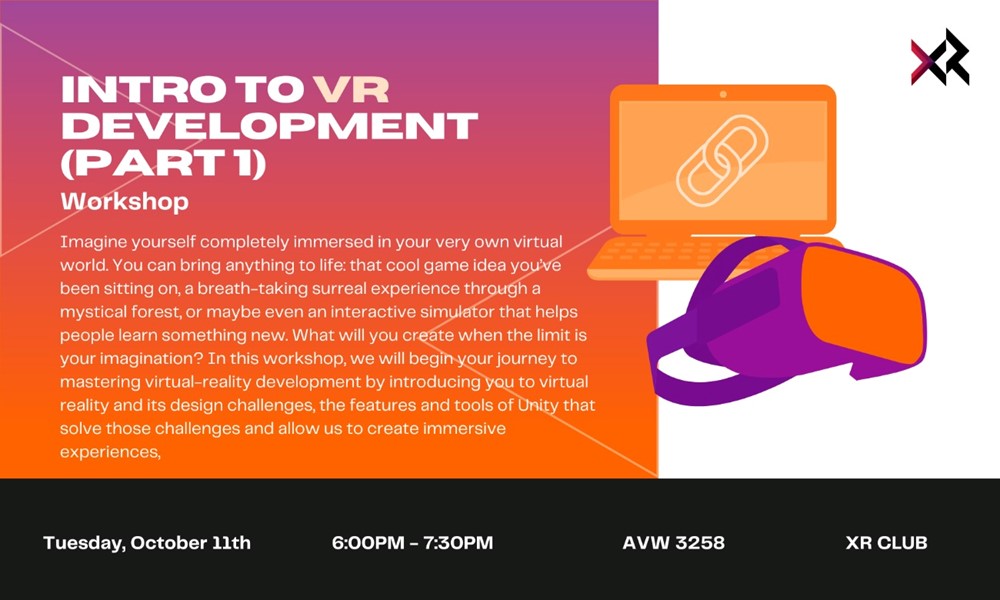 XR
INTRO TO VR
DEVELOPMENT
(PART 1)
Workshop
Imagine yourself completely immersed in your very own virtual
world. You can bring anything to life: that cool game idea you've
been sitting on, a breath-taking surreal experience through a
mystical forest, or maybe even an interactive simulator that helps
people learn something new. What will you create when the limit is
your imagination? In this workshop, we will begin your journey to
mastering virtual-reality development by introducing you to virtual
reality and its design challenges, the features and tools of Unity that
solve those challenges and allow us to create immersive
experiences,
Tuesday, October 11th
6:00PM - 7:30PM
AVW 3258
XR CLUB